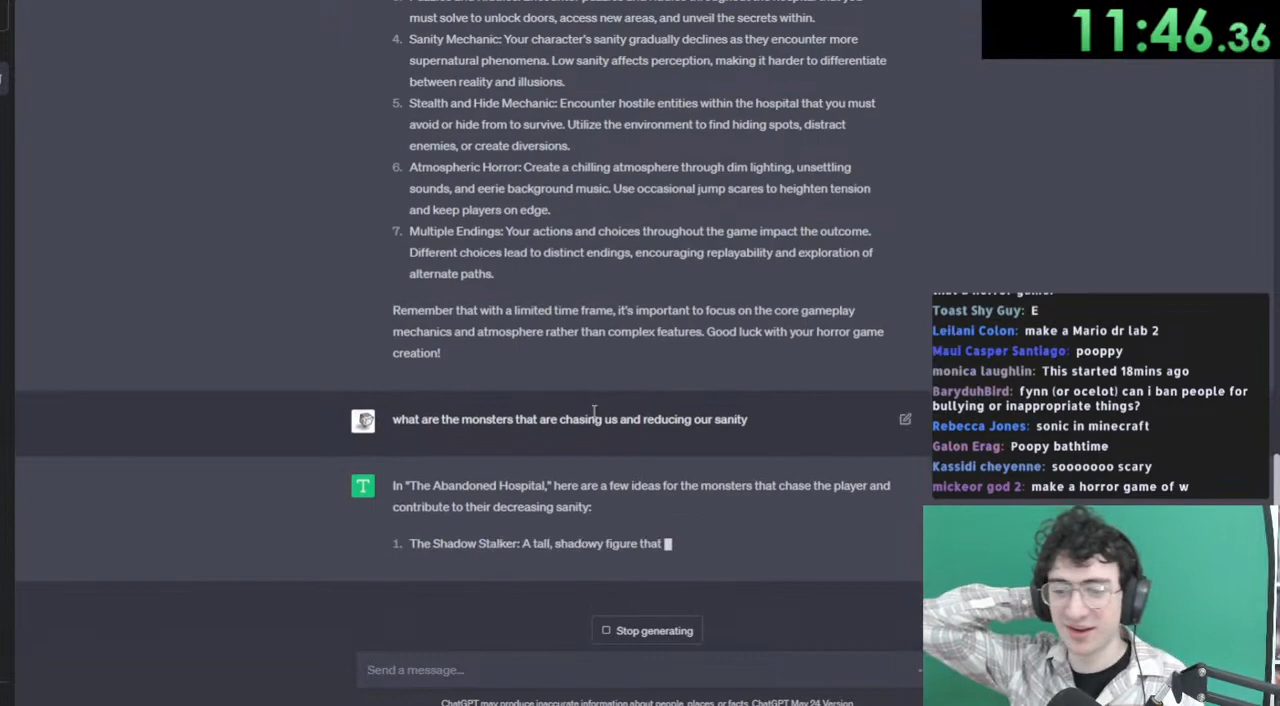 11:46.36
must solve to unlock doors, access new areas, and unveil the secrets within.
4. Sanity Mechanic: Your character's sanity gradually declines as they encounter more
supernatural phenomena. Low sanity affects perception, making it harder to differentiate
between reality and illusions.
5. Stealth and Hide Mechanic: Encounter hostile entities within the hospital that you must
avoid or hide from to survive. Utilize the environment to find hiding spots, distract
enemies, or create diversions.
6. Atmospheric Horror: Create a chilling atmosphere through dim lighting, unsettling
sounds, and eerie background music. Use occasional jump scares to heighten tension
and keep players on edge.
7. Multiple Endings: Your actions and choices throughout the game impact the outcome.
Different choices lead to distinct endings, encouraging replayability and exploration of
alternate paths.
Remember that with a limited time frame, it's important to focus on the core gameplay
mechanics and atmosphere rather than complex features. Good luck with your horror game
creation!
what are the monsters that are chasing us and reducing our sanity
T
In "The Abandoned Hospital," here are a few ideas for the monsters that chase the player and
contribute to their decreasing sanity:
1. The Shadow Stalker: A tall, shadowy figure that
Stop generating
Send a message...
ChatGPT may produce inaccurate information about people, places, or facts. ChatGPT May 24 Version
Toast Shy Guy: E
Leilani Colon: make a Mario dr lab 2
Maui Casper Santiago: pooppy
monica laughlin: This started 18mins ago
BaryduhBird: fynn (or ocelot) can i ban people for
bullying or inappropriate things?
Rebecca Jones: sonic in minecraft
Galon Erag: Poopy bathtime
Kassidi cheyenne: sooooooo scary
mickeor god 2: make a horror game of w